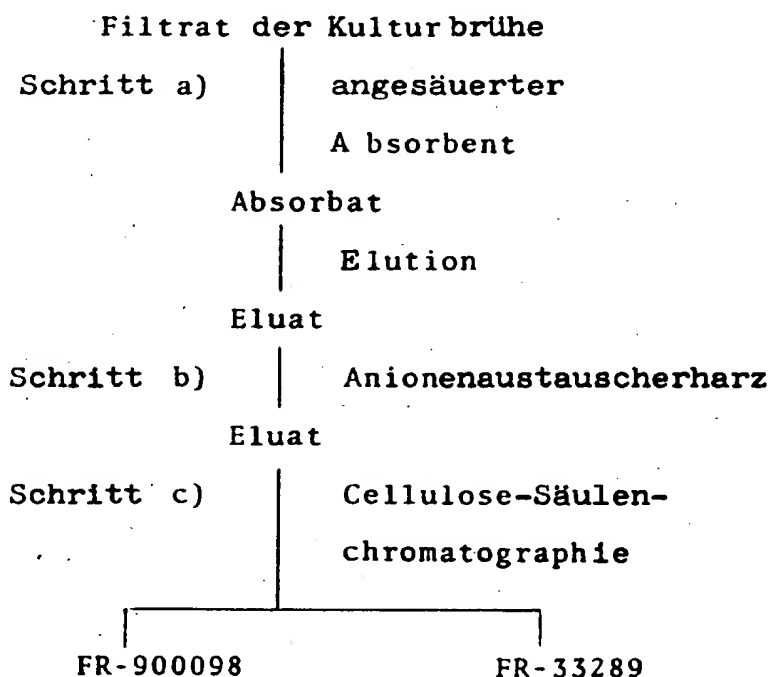 Filtrat der Kulturbrühe
Schritt a) angesäuerter
Absorbent
Absorbat
Elution
Eluat
Schritt b) Anionenaustauscherharz
Eluat
Schritt c) Cellulose-Säulen-
chromatographie
FR-900098 FR-33289